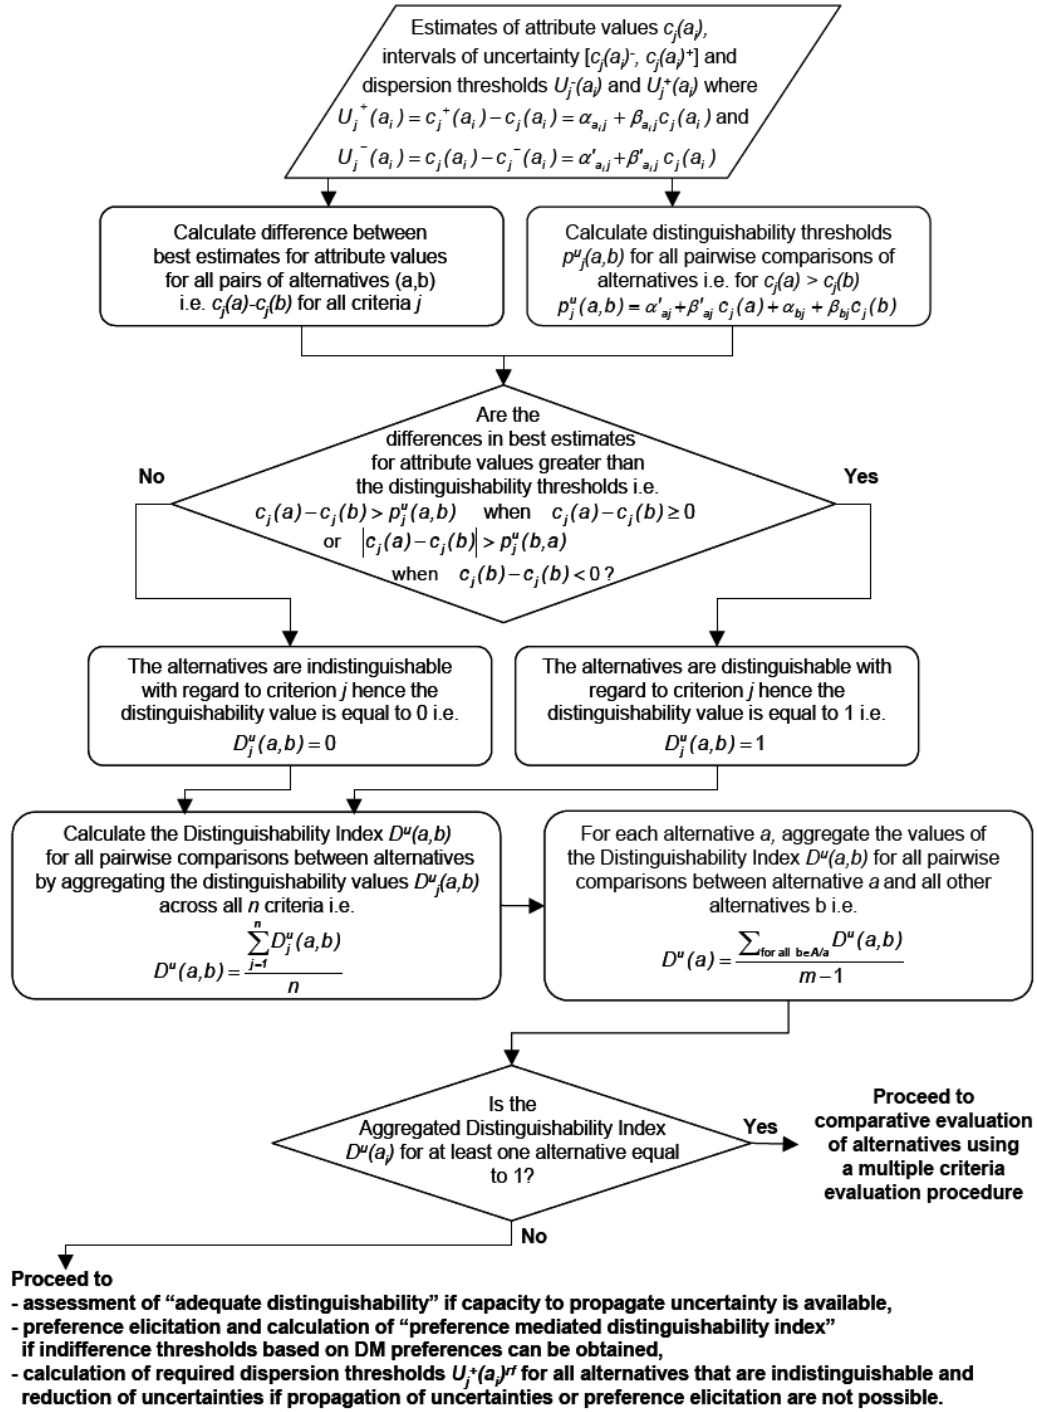 Estimates of attribute values c_j(a_i),
intervals of uncertainty [c_j(a_i)^-, c_j(a_i)^+] and
dispersion thresholds U_j^-(a_i) and U_j^+(a_i) where
U_j^+(a_i) = c_j^+(a_i) – c_j(a_i) = α_{a_i j} + β_{a_i j} c_j(a_i) and
U_j^-(a_i) = c_j(a_i) – c_j^-(a_i) = α'_{a_i j} + β'_{a_i j} c_j(a_i)
Calculate difference between
best estimates for attribute values
for all pairs of alternatives (a,b)
i.e. c_j(a)-c_j(b) for all criteria j
Calculate distinguishability thresholds
p^u_j(a,b) for all pairwise comparisons of
alternatives i.e. for c_j(a) > c_j(b)
p_j^u(a,b) = α'_{aj} + β'_{aj} c_j(a) + α_{bj} + β_{bj} c_j(b)
Are the
differences in best estimates
for attribute values greater than
the distinguishability thresholds i.e.
c_j(a) – c_j(b) > p_j^u(a,b) when c_j(a) – c_j(b) ≥ 0
or |c_j(a) – c_j(b)| > p_j^u(b,a)
when c_j(b) – c_j(b) < 0 ?
No
Yes
The alternatives are indistinguishable
with regard to criterion j hence the
distinguishability value is equal to 0 i.e.
D_j^u(a,b) = 0
The alternatives are distinguishable with
regard to criterion j hence the
distinguishability value is equal to 1 i.e.
D_j^u(a,b) = 1
Calculate the Distinguishability Index D^u(a,b)
for all pairwise comparisons between alternatives
by aggregating the distinguishability values D^u_j(a,b)
across all n criteria i.e.
D^u(a,b) = \frac{\sum_{j=1}^{n} D_j^u(a,b)}{n}
For each alternative a, aggregate the values of
the Distinguishability Index D^u(a,b) for all pairwise
comparisons between alternative a and all other
alternatives b i.e.
D^u(a) = \frac{\sum_{for all b∈A/a} D^u(a,b)}{m–1}
Is the
Aggregated Distinguishability Index
D^u(a_i) for at least one alternative equal
to 1?
Yes
Proceed to
comparative evaluation
of alternatives using
a multiple criteria
evaluation procedure
No
Proceed to
- assessment of “adequate distinguishability” if capacity to propagate uncertainty is available,
- preference elicitation and calculation of “preference mediated distinguishability index”
if indifference thresholds based on DM preferences can be obtained,
- calculation of required dispersion thresholds U_j^+(a_i)^{rf} for all alternatives that are indistinguishable and
reduction of uncertainties if propagation of uncertainties or preference elicitation are not possible.